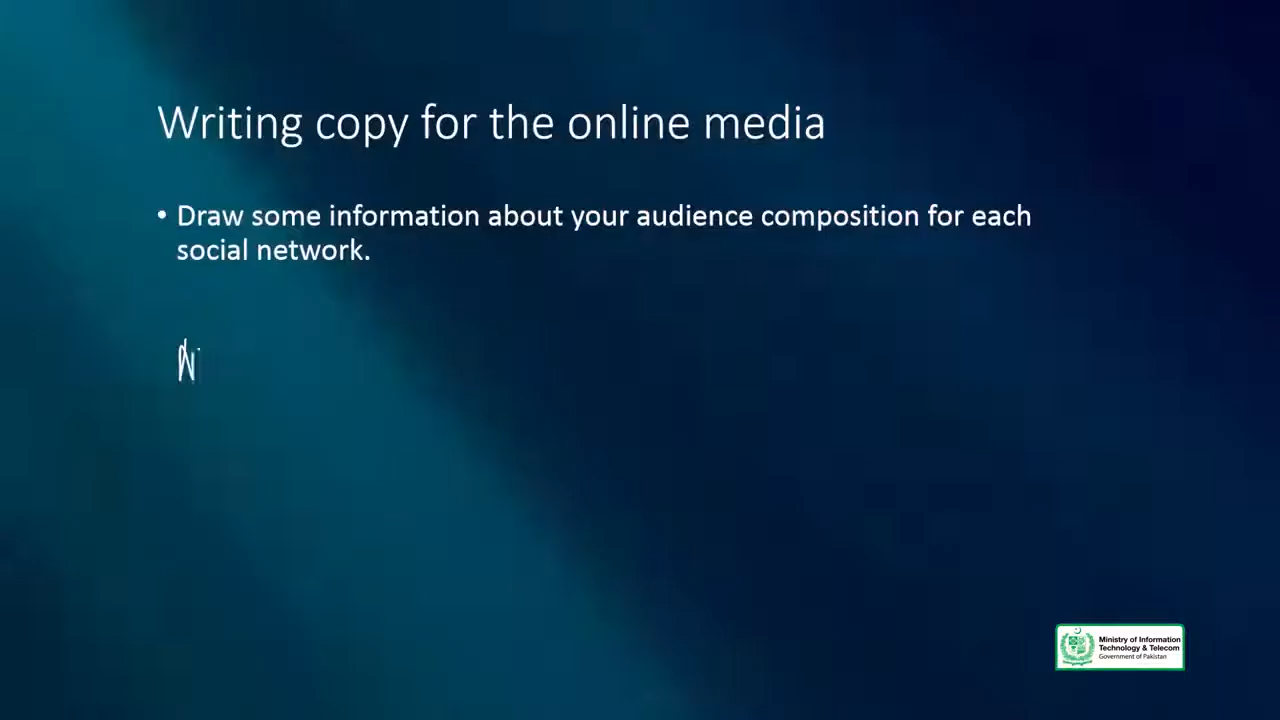 Writing copy for the online media
• Draw some information about your audience composition for each
social network.
Ministry of Information
Technology & Telecom
Government of Pakistan